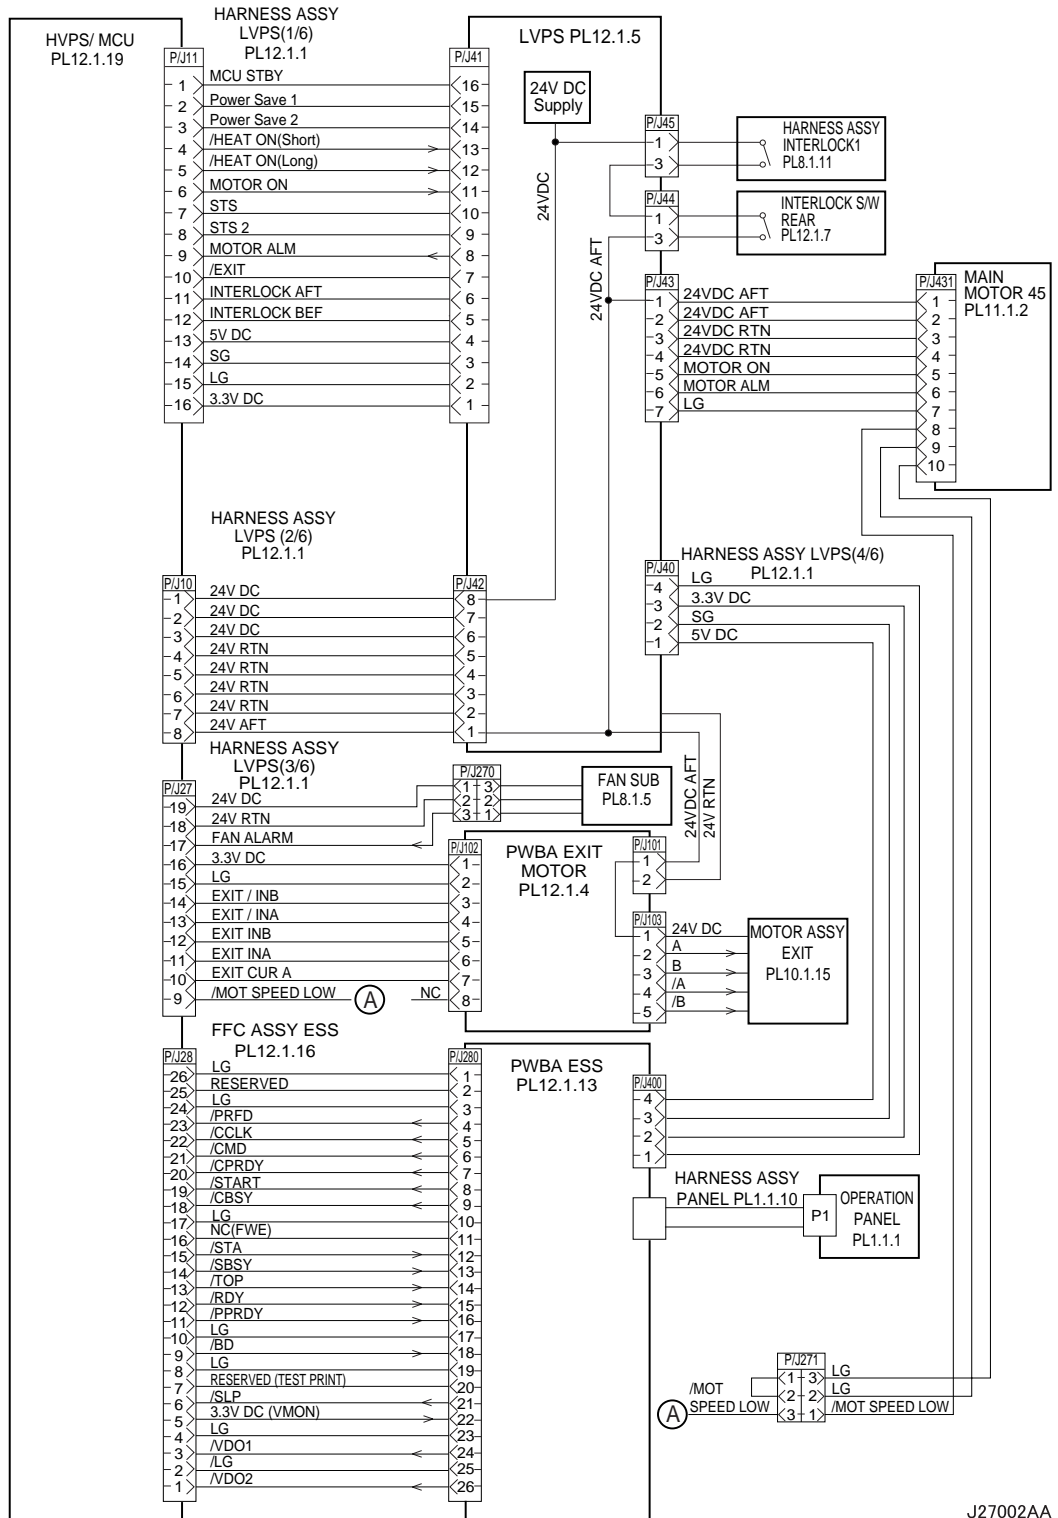 HVPS/ MCU
PL12.1.19
HARNESS ASSY
LVPS(1/6)
PL12.1.1
LVPS PL12.1.5
24V DC
Supply
P/J11
P/J41
1 MCU STBY 16
2 Power Save 1 15
3 Power Save 2 14
4 /HEAT ON(Short) 13
5 /HEAT ON(Long) 12
6 MOTOR ON 11
7 STS 10
8 STS 2 9
9 MOTOR ALM 8
10 /EXIT 7
11 INTERLOCK AFT 6
12 INTERLOCK BEF 5
13 5V DC 4
14 SG 3
15 LG 2
16 3.3V DC 1
24VDC
24VDC AFT
P/J45
1
3
HARNESS ASSY
INTERLOCK1
PL8.1.11
P/J44
1
3
INTERLOCK S/W
REAR
PL12.1.7
P/J43
P/J431
MAIN
MOTOR 45
PL11.1.2
1 24VDC AFT 1
2 24VDC AFT 2
3 24VDC RTN 3
4 24VDC RTN 4
5 MOTOR ON 5
6 MOTOR ALM 6
7 LG 7
8
9
10
HARNESS ASSY
LVPS (2/6)
PL12.1.1
P/J10
P/J42
1 24V DC 8
2 24V DC 7
3 24V DC 6
4 24V RTN 5
5 24V RTN 4
6 24V RTN 3
7 24V RTN 2
8 24V AFT 1
HARNESS ASSY LVPS(4/6)
PL12.1.1
P/J40
4 LG
3 3.3V DC
2 SG
1 5V DC
24VDC AFT
24V RTN
HARNESS ASSY
LVPS(3/6)
PL12.1.1
P/J27
P/J270
1 3
2 2
3 1
FAN SUB
PL8.1.5
19 24V DC
18 24V RTN
17 FAN ALARM
P/J102
16 3.3V DC 1
15 LG 2
14 EXIT / INB 3
13 EXIT / INA 4
12 EXIT INB 5
11 EXIT INA 6
10 EXIT CUR A 7
9 /MOT SPEED LOW A NC 8
PWBA EXIT
MOTOR
PL12.1.4
P/J101
1
2
P/J103
1 24V DC
2 A
3 B
4 /A
5 /B
MOTOR ASSY
EXIT
PL10.1.15
FFC ASSY ESS
PL12.1.16
P/J28
P/J280
26 LG 1
25 RESERVED 2
24 LG 3
23 /PRFD 4
22 /CCLK 5
21 /CMD 6
20 /CPRDY 7
19 /START 8
18 /CBSY 9
17 LG 10
16 NC(FWE) 11
15 /STA 12
14 /SBSY 13
13 /TOP 14
12 /RDY 15
11 /PPRDY 16
10 LG 17
9 /BD 18
8 LG 19
7 RESERVED (TEST PRINT) 20
6 /SLP 21
5 3.3V DC (VMON) 22
4 LG 23
3 /VDO1 24
2 /LG 25
1 /VDO2 26
PWBA ESS
PL12.1.13
P/J400
4
3
2
1
HARNESS ASSY
PANEL PL1.1.10
P1
OPERATION
PANEL
PL1.1.1
P/J271
1 3 LG
2 2 LG
3 1 /MOT SPEED LOW
/MOT
SPEED LOW
A
J27002AA